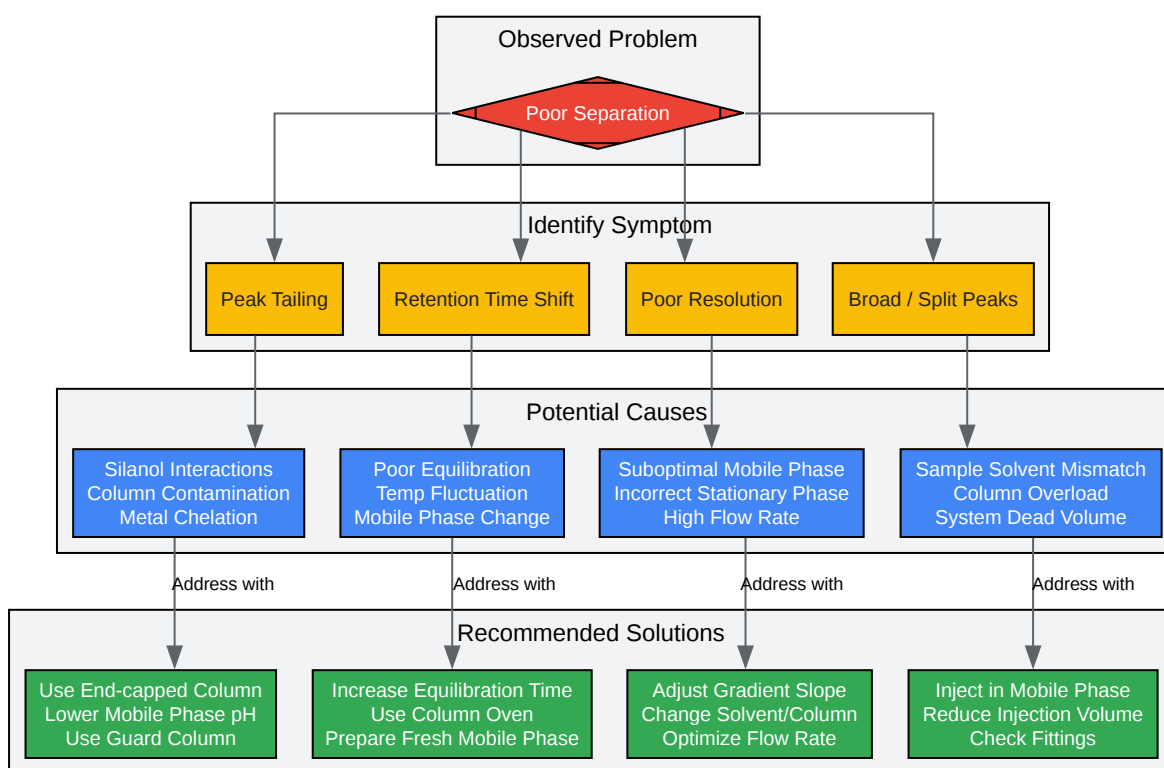 Observed Problem
Poor Separation
Identify Symptom
Peak Tailing
Retention Time Shift
Poor Resolution
Broad / Split Peaks
Potential Causes
Silanol Interactions
Column Contamination
Metal Chelation
Poor Equilibration
Temp Fluctuation
Mobile Phase Change
Suboptimal Mobile Phase
Incorrect Stationary Phase
High Flow Rate
Sample Solvent Mismatch
Column Overload
System Dead Volume
Address with
Address with
Address with
Address with
Recommended Solutions
Use End-capped Column
Lower Mobile Phase pH
Use Guard Column
Increase Equilibration Time
Use Column Oven
Prepare Fresh Mobile Phase
Adjust Gradient Slope
Change Solvent/Column
Optimize Flow Rate
Inject in Mobile Phase
Reduce Injection Volume
Check Fittings